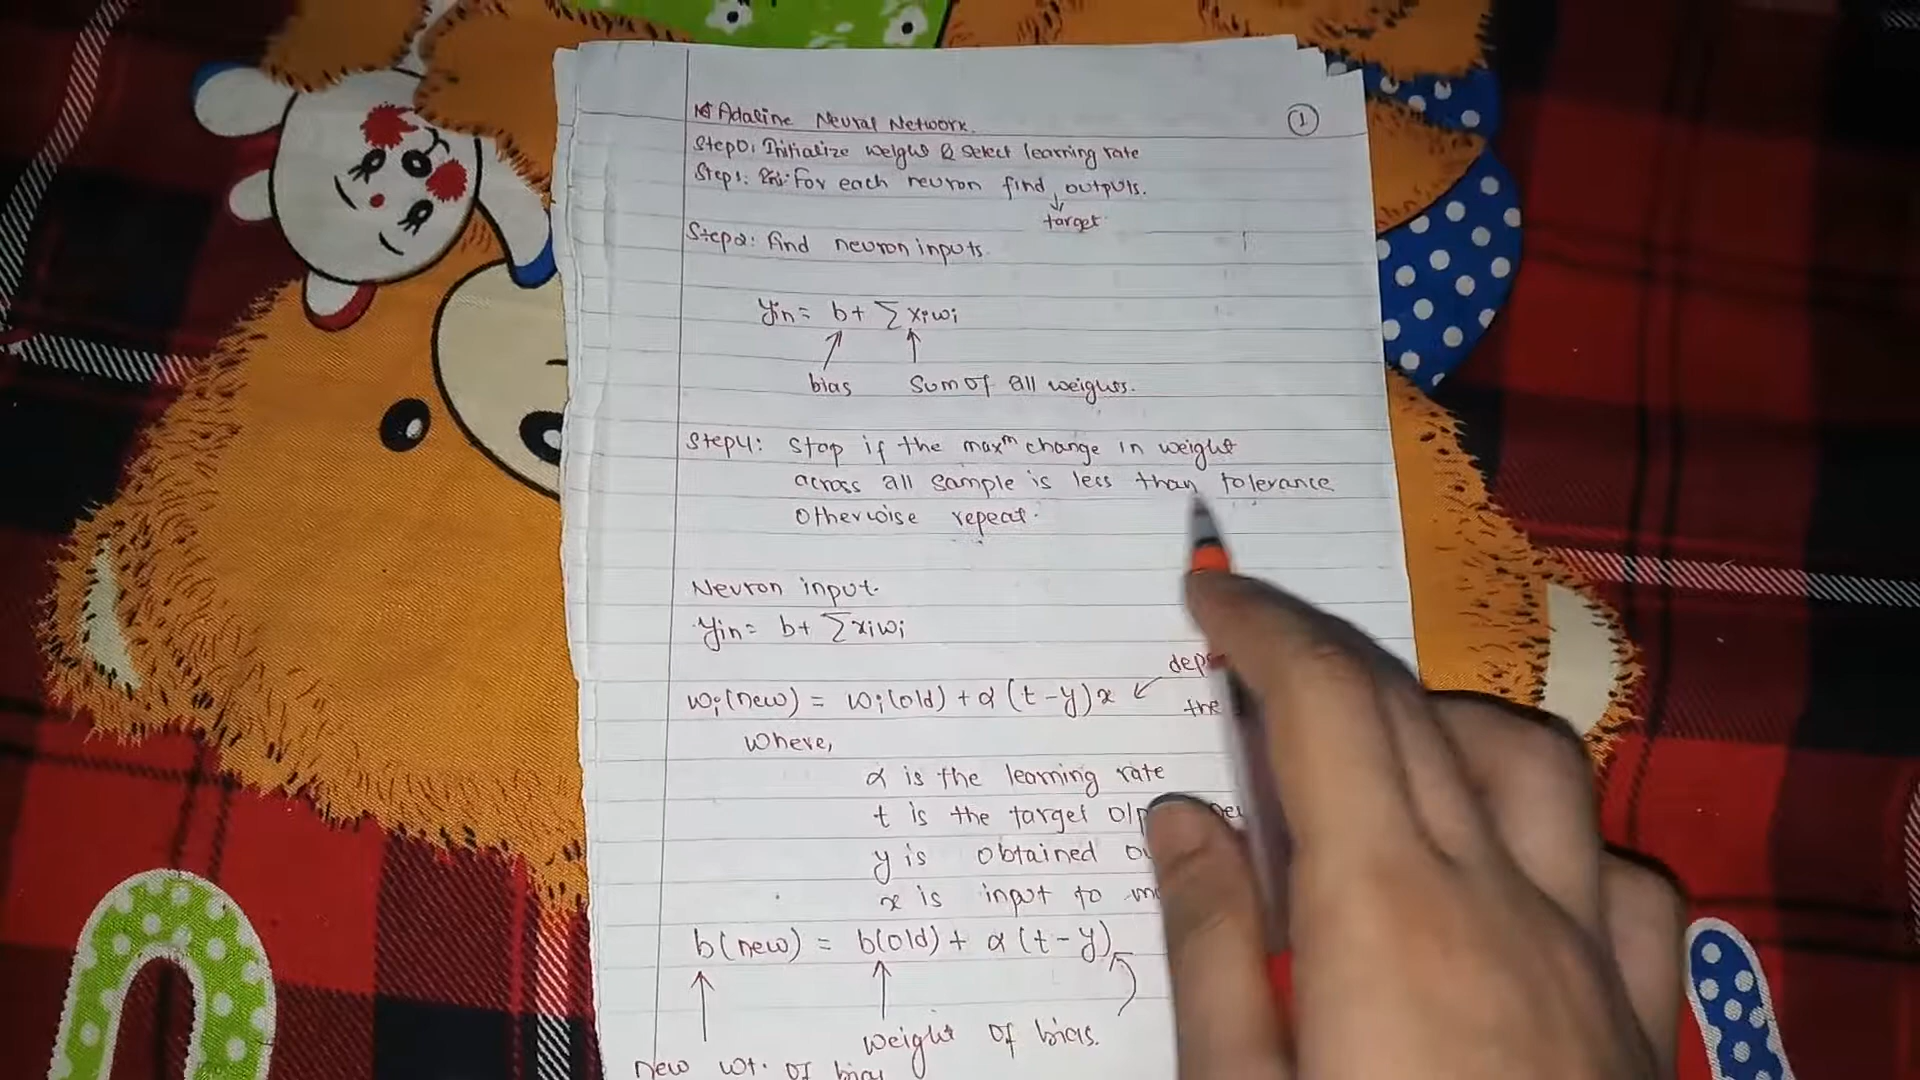 Adaline Neural Network.
1
Step0: Initialize weight & select learning rate
Step1: For each neuron find outputs.
target
Step2: find neuron inputs.
yin = b + ∑ xiwi
bias sum of all weights.
Step4: stop if the maxᵐ change in weight
across all sample is less than tolerance
otherwise repeat.
Neuron input.
yin = b + ∑ xiwi
wi(new) = wi(old) + α (t - y) x
the
where,
α is the learning rate
t is the target o/p
y is obtained
x is input to
b(new) = b(old) + α (t - y)
weight of bias.
new wt. of bias